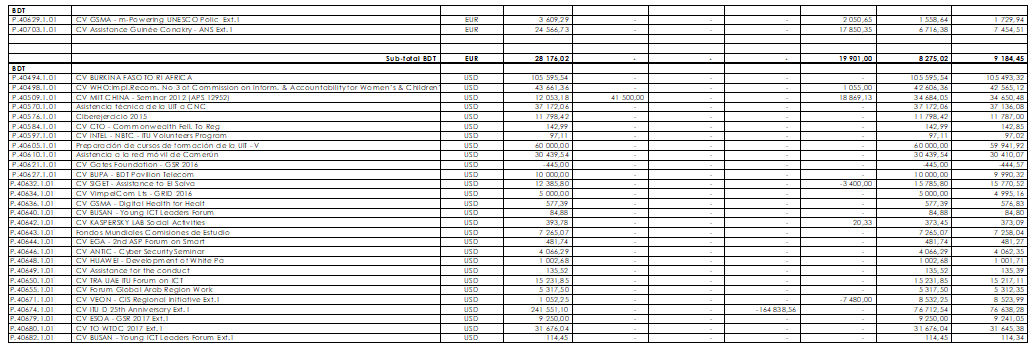 BDT
P.40629.1.01 CV GSMA - m-Powering UNESCO Polic Ext.1 EUR 3 609,29 - - - 2 050,65 1 558,64 1 729,94
P.40703.1.01 CV Assistance Guinée Conakry - ANS Ext.1 EUR 24 566,73 - - - 17 850,35 6 716,38 7 454,51
Sub-total BDT EUR 28 176,02 - - - 19 901,00 8 275,02 9 184,45
BDT
P.40494.1.01 CV BURKINA FASO TO RI AFRICA USD 105 595,54 - - - - 105 595,54 105 493,32
P.40498.1.01 CV WHO:Impl.Recom. No 3 for Commission on Inform. & Accountability for Women's & Children' USD 43 661,36 - - - 1 055,00 42 606,36 42 565,12
P.40509.1.01 CV MIIT CHINA - Seminar 2012 (APS 12952) USD 12 053,18 41 500,00 - - 18 869,13 34 684,05 34 650,48
P.40570.1.01 Asistencia técnica de la UIT a CNC USD 37 172,06 - - - - 37 172,06 37 136,08
P.40576.1.01 Ciberejercicio 2015 USD 11 798,42 - - - - 11 798,42 11 787,00
P.40584.1.01 CV CTO - Commonwealth Fell. To Reg USD 142,99 - - - - 142,99 142,85
P.40597.1.01 CV INTEL - NBTC - ITU Volunteers Program USD 97,11 - - - - 97,11 97,02
P.40605.1.01 Preparación de cursos de formación de la UIT - V USD 60 000,00 - - - - 60 000,00 59 941,92
P.40610.1.01 Asistencia a la red móvil de Camerún USD 30 439,54 - - - - 30 439,54 30 410,07
P.40621.1.01 CV Gates Foundation - GSR 2016 USD -445,00 - - - - -445,00 -444,57
P.40627.1.01 CV BUPA - BDT Pavilion Telecom USD 10 000,00 - - - - 10 000,00 9 990,32
P.40632.1.01 CV SIGET - Assistance to El Salva USD 12 385,80 - - - -3 400,00 15 785,80 15 770,52
P.40634.1.01 CV VimpelCom Lts - GRID 2016 USD 5 000,00 - - - - 5 000,00 4 995,16
P.40636.1.01 CV GSMA - Digital Health for Healt USD 577,39 - - - - 577,39 576,83
P.40640.1.01 CV BUSAN - Young ICT Leaders Forum USD 84,88 - - - - 84,88 84,80
P.40642.1.01 CV KASPERSKY LAB Social Activities USD 393,78 - - - 20,33 373,45 373,09
P.40643.1.01 Fondos Mundiales Comisiones de Estudio USD 7 265,07 - - - - 7 265,07 7 258,04
P.40644.1.01 CV EGA - 2nd ASP Forum on Smart USD 481,74 - - - - 481,74 481,27
P.40646.1.01 CV ANTIC - Cyber Security Seminar USD 4 066,29 - - - - 4 066,29 4 062,35
P.40648.1.01 CV HUAWEI - Development of White Pa USD 1 002,68 - - - - 1 002,68 1 001,71
P.40649.1.01 CV Assistance for the conduct USD 135,52 - - - - 135,52 135,39
P.40650.1.01 CV TRA UAE ITU Forum on ICT USD 15 231,85 - - - - 15 231,85 15 217,11
P.40655.1.01 CV Forum Global Arab Region Work USD 5 317,50 - - - - 5 317,50 5 312,35
P.40671.1.01 CV VEON - CIS Regional Initiative Ext.1 USD 1 052,25 - - - -7 480,00 8 532,25 8 523,99
P.40674.1.01 CV ITU D 25th Anniversary Ext.1 USD 241 551,10 - - -164 838,56 - 76 712,54 76 638,28
P.40679.1.01 CV ESOA - GSR 2017 Ext.1 USD 9 250,00 - - - - 9 250,00 9 241,05
P.40680.1.01 CV TO WTDC 2017 Ext.1 USD 31 676,04 - - - - 31 676,04 31 645,38
P.40682.1.01 CV BUSAN - Young ICT Leaders Forum Ext.1 USD 114,45 - - - - 114,45 114,34